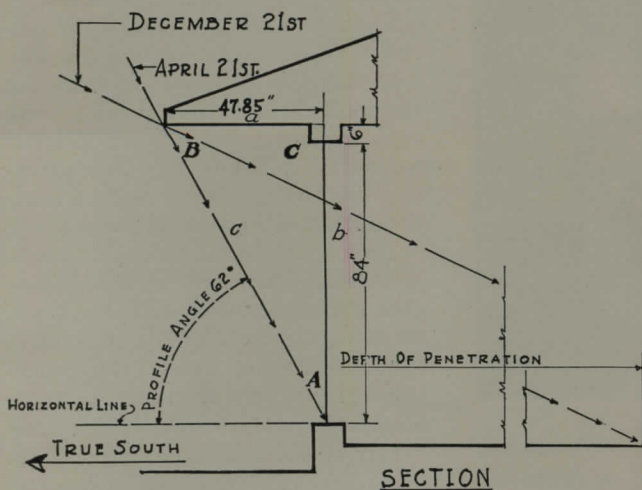 DECEMBER 21ST
APRIL 21ST.
47.85"
a
B
C
6"
c
b
84"
PROFILE ANGLE 62°
DEPTH OF PENETRATION
A
HORIZONTAL LINE
TRUE SOUTH
SECTION